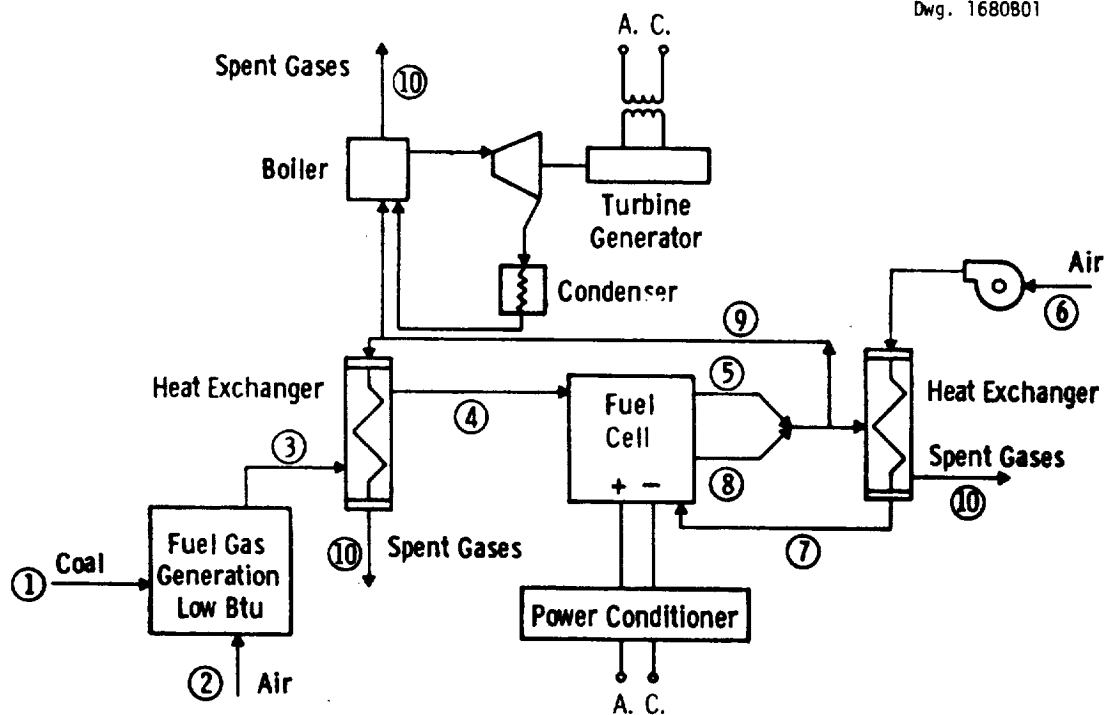 Dwg. 1680B01
A. C.
Spent Gases
⑩
Boiler
Turbine
Generator
Condenser
Air
⑥
⑨
Heat Exchanger
④
⑤
Fuel
Cell
⑧
+ −
Heat Exchanger
Spent Gases
⑩
③
⑦
① Coal
Fuel Gas
Generation
Low Btu
⑩ Spent Gases
② Air
Power Conditioner
A. C.